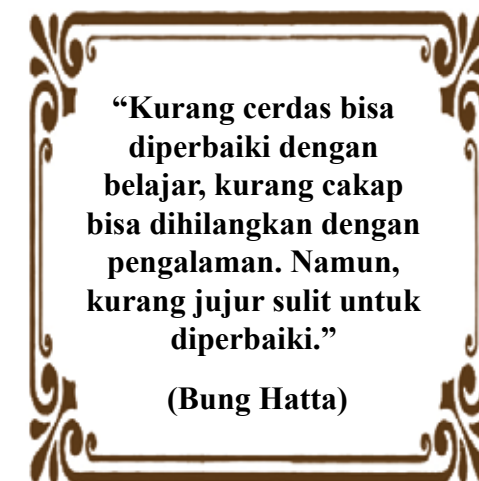 “Kurang cerdas bisa
diperbaiki dengan
belajar, kurang cakap
bisa dihilangkan dengan
pengalaman. Namun,
kurang jujur sulit untuk
diperbaiki.”
(Bung Hatta)